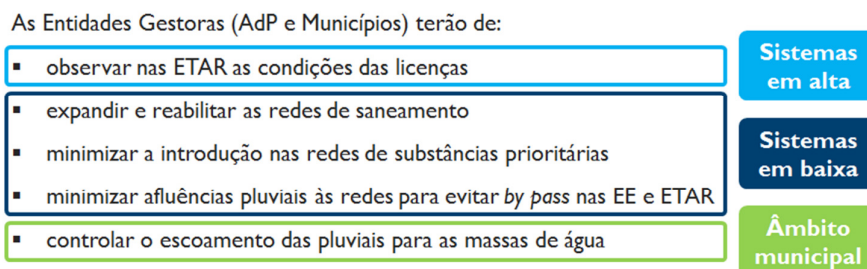 As Entidades Gestoras (AdP e Municípios) terão de:
▪ observar nas ETAR as condições das licenças
Sistemas
em alta
▪ expandir e reabilitar as redes de saneamento
▪ minimizar a introdução nas redes de substâncias prioritárias
▪ minimizar afluências pluviais às redes para evitar by pass nas EE e ETAR
Sistemas
em baixa
▪ controlar o escoamento das pluviais para as massas de água
Âmbito
municipal